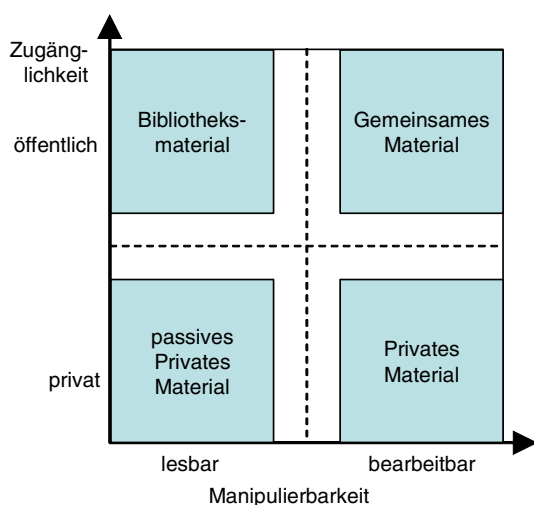 Zugäng-
lichkeit
öffentlich
Bibliotheks-
material
Gemeinsames
Material
privat
passives
Privates
Material
Privates
Material
lesbar
bearbeitbar
Manipulierbarkeit